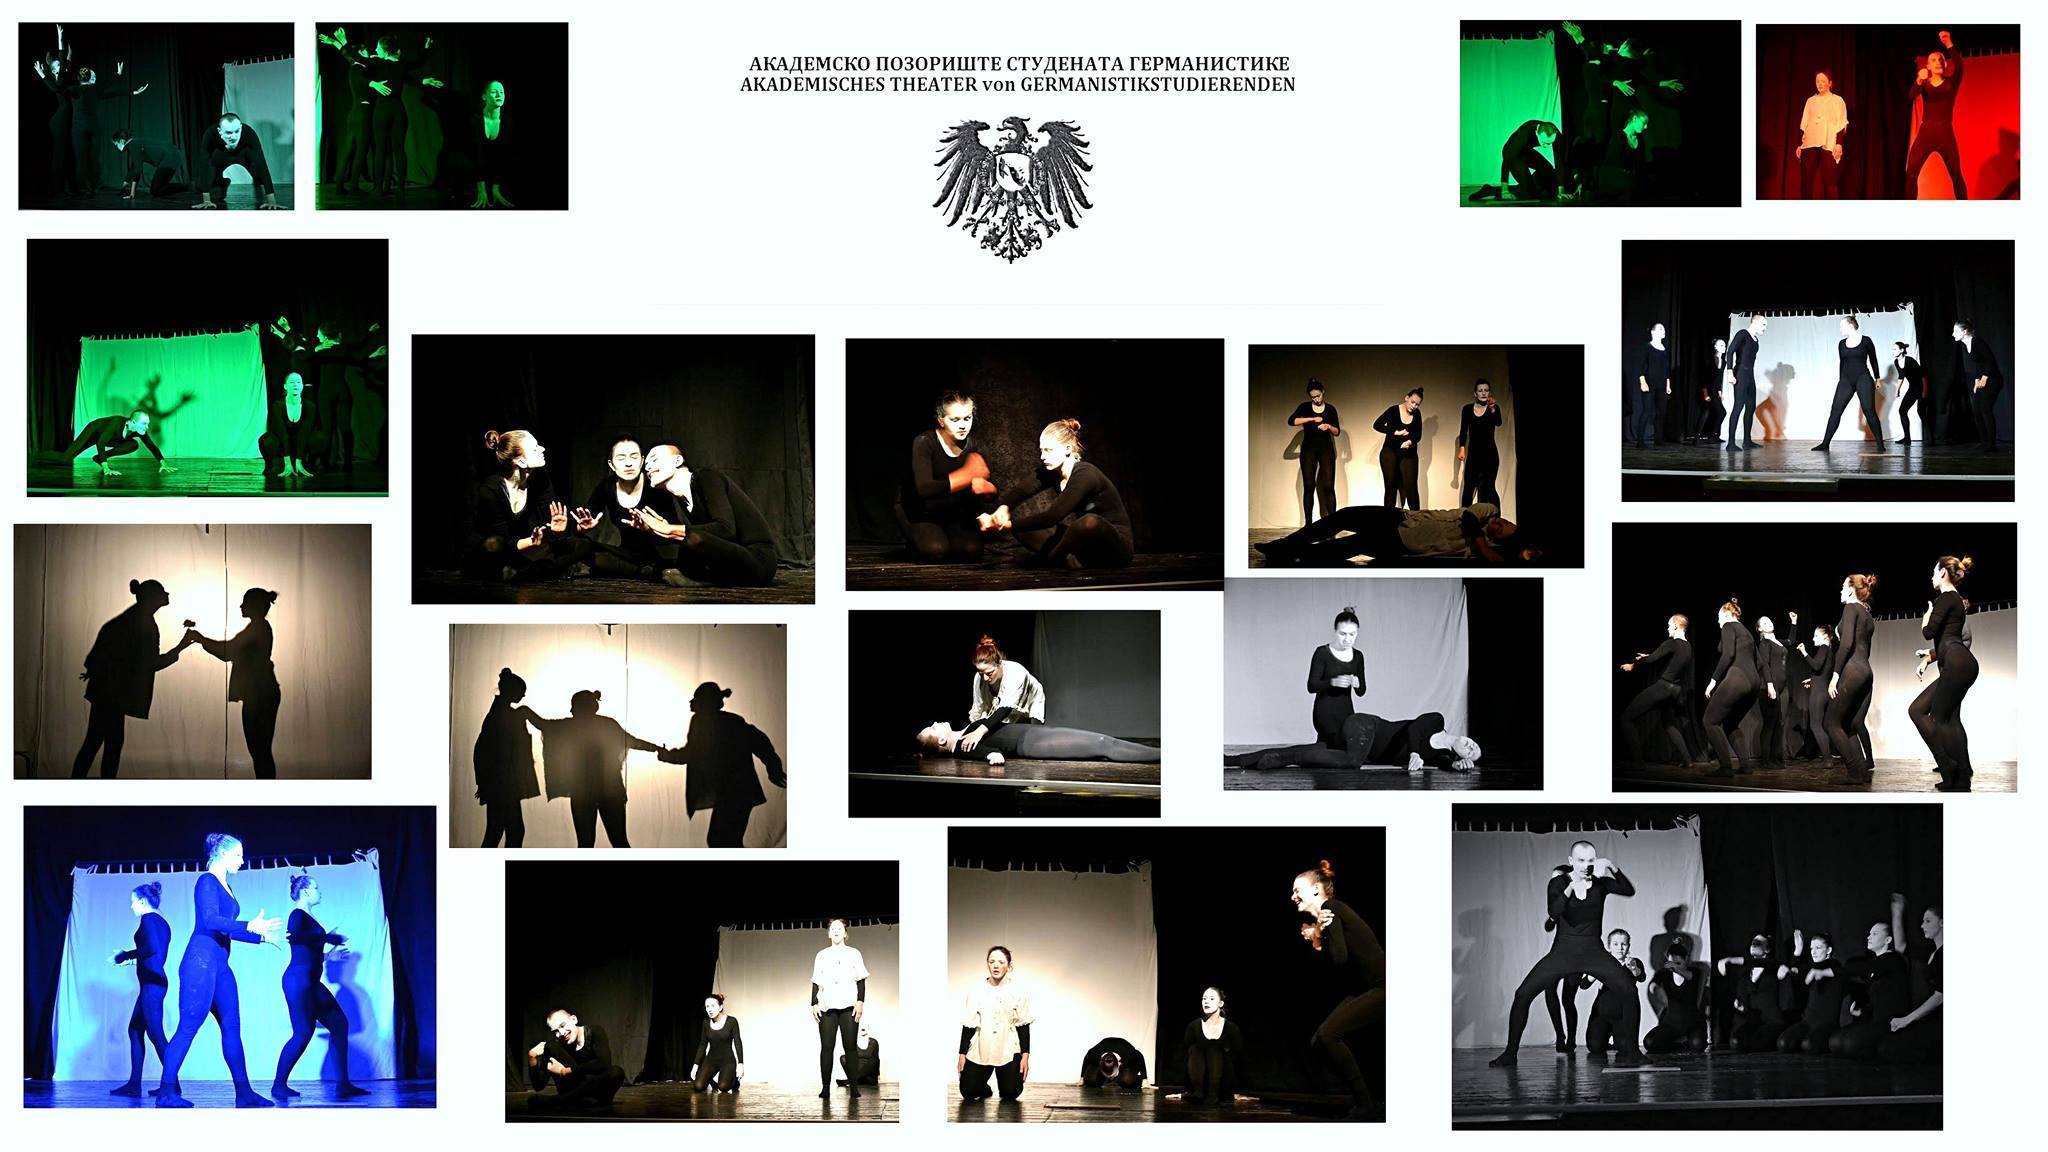 АКАДЕМСКО ПОЗОРИШТЕ СТУДЕНАТА ГЕРМАНИСТИКЕ
AKADEMISCHES THEATER von GERMANISTIKSTUDIERENDEN